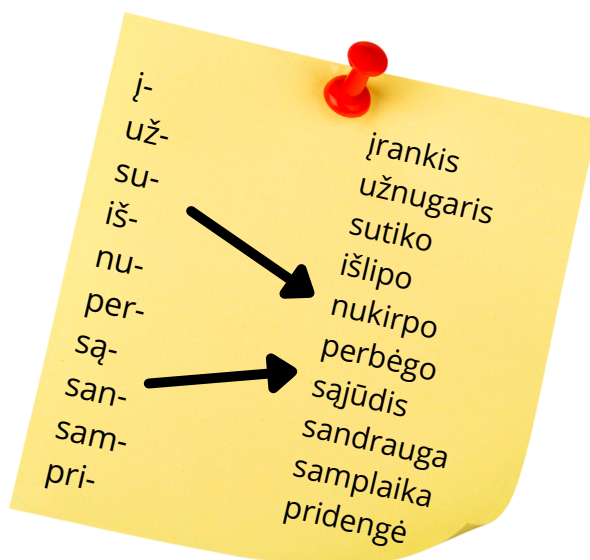 į-
už-
su-
iš-
nu-
per-
są-
san-
sam-
pri-
įrankis
užnugaris
sutiko
išlipo
nukirpo
perbėgo
sąjūdis
sandrauga
samplaika
pridengė